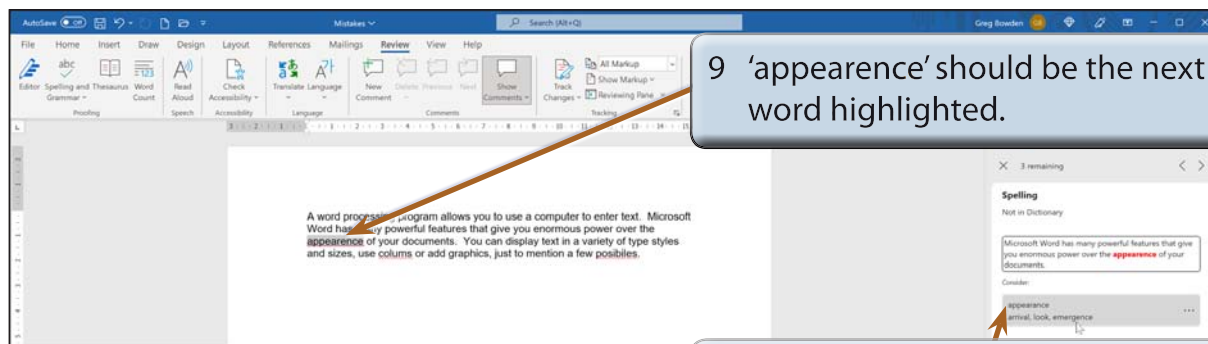 AutoSave Off Mistakes Search (Alt+Q) Greg Bowden
File Home Insert Draw Design Layout References Mailings Review View Help
Editor Spelling and Grammar Thesaurus Word Count Read Aloud Check Accessibility Translate Language New Comment Delete Previous Next Show Comments Track Changes All Markup Show Markup Reviewing Pane
Proofing Speech Accessibility Language Comments Tracking
9 'appearence' should be the next
word highlighted.
A word processing program allows you to use a computer to enter text. Microsoft
Word has powerful features that give you enormous power over the
appearence of your documents. You can display text in a variety of type styles
and sizes, use colums or add graphics, just to mention a few posibiles.
3 remaining
Spelling
Not in Dictionary
Microsoft Word has many powerful features that give
you enormous power over the appearence of your
documents.
Consider:
appearance
arrival, look, emergence